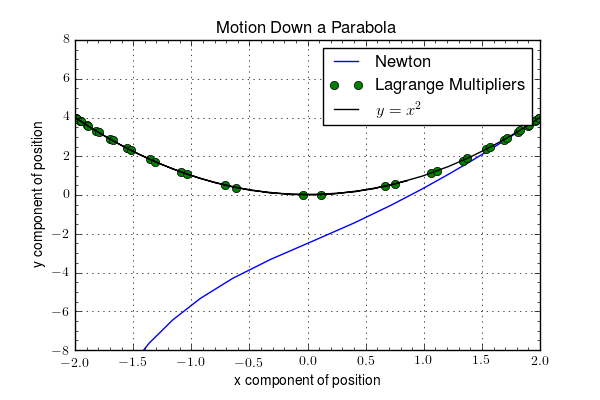 Motion Down a Parabola
Newton
Lagrange Multipliers
y = x²
y component of position
8
6
4
2
0
−2
−4
−6
−8
−2.0 −1.5 −1.0 −0.5 0.0 0.5 1.0 1.5 2.0
x component of position